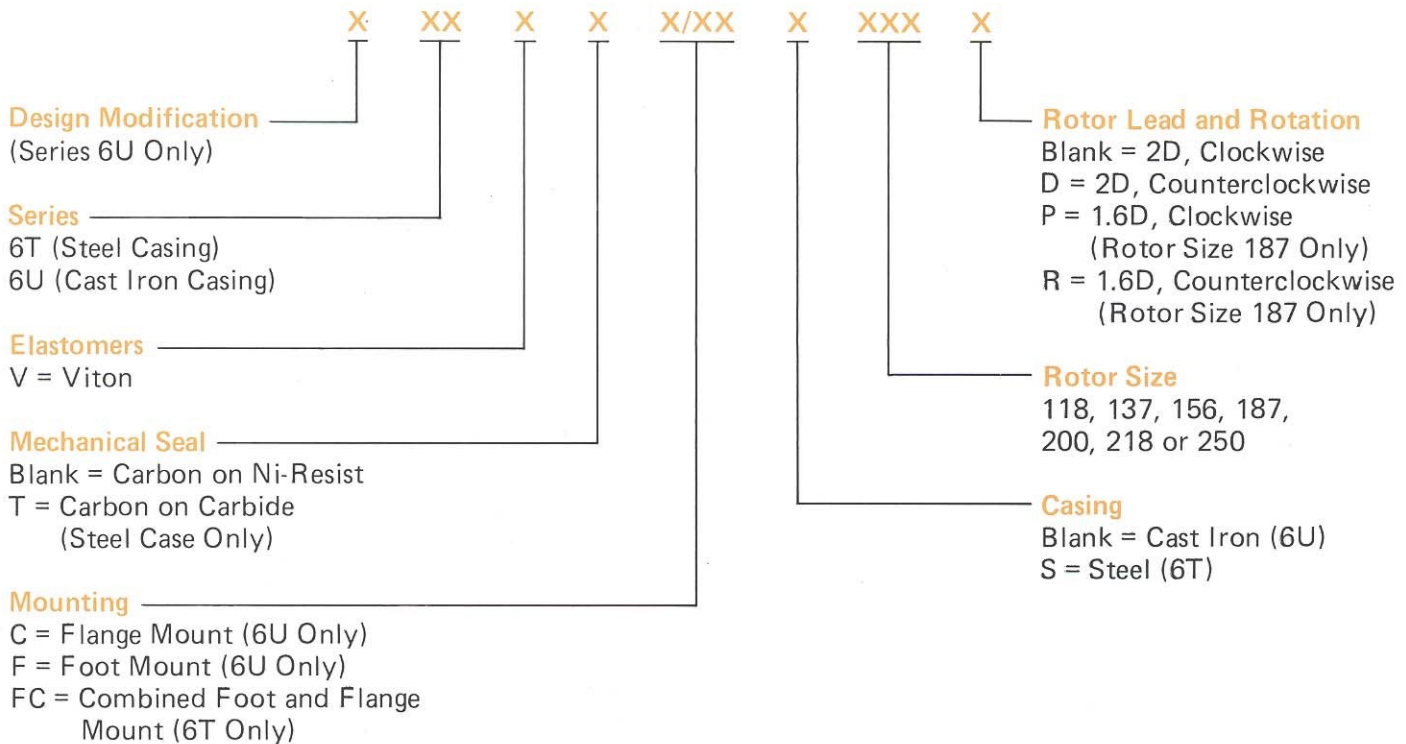 X XX X X X/XX X XXX X
Design Modification
(Series 6U Only)
Series
6T (Steel Casing)
6U (Cast Iron Casing)
Elastomers
V = Viton
Mechanical Seal
Blank = Carbon on Ni-Resist
T = Carbon on Carbide
(Steel Case Only)
Mounting
C = Flange Mount (6U Only)
F = Foot Mount (6U Only)
FC = Combined Foot and Flange
Mount (6T Only)
Rotor Lead and Rotation
Blank = 2D, Clockwise
D = 2D, Counterclockwise
P = 1.6D, Clockwise
(Rotor Size 187 Only)
R = 1.6D, Counterclockwise
(Rotor Size 187 Only)
Rotor Size
118, 137, 156, 187,
200, 218 or 250
Casing
Blank = Cast Iron (6U)
S = Steel (6T)